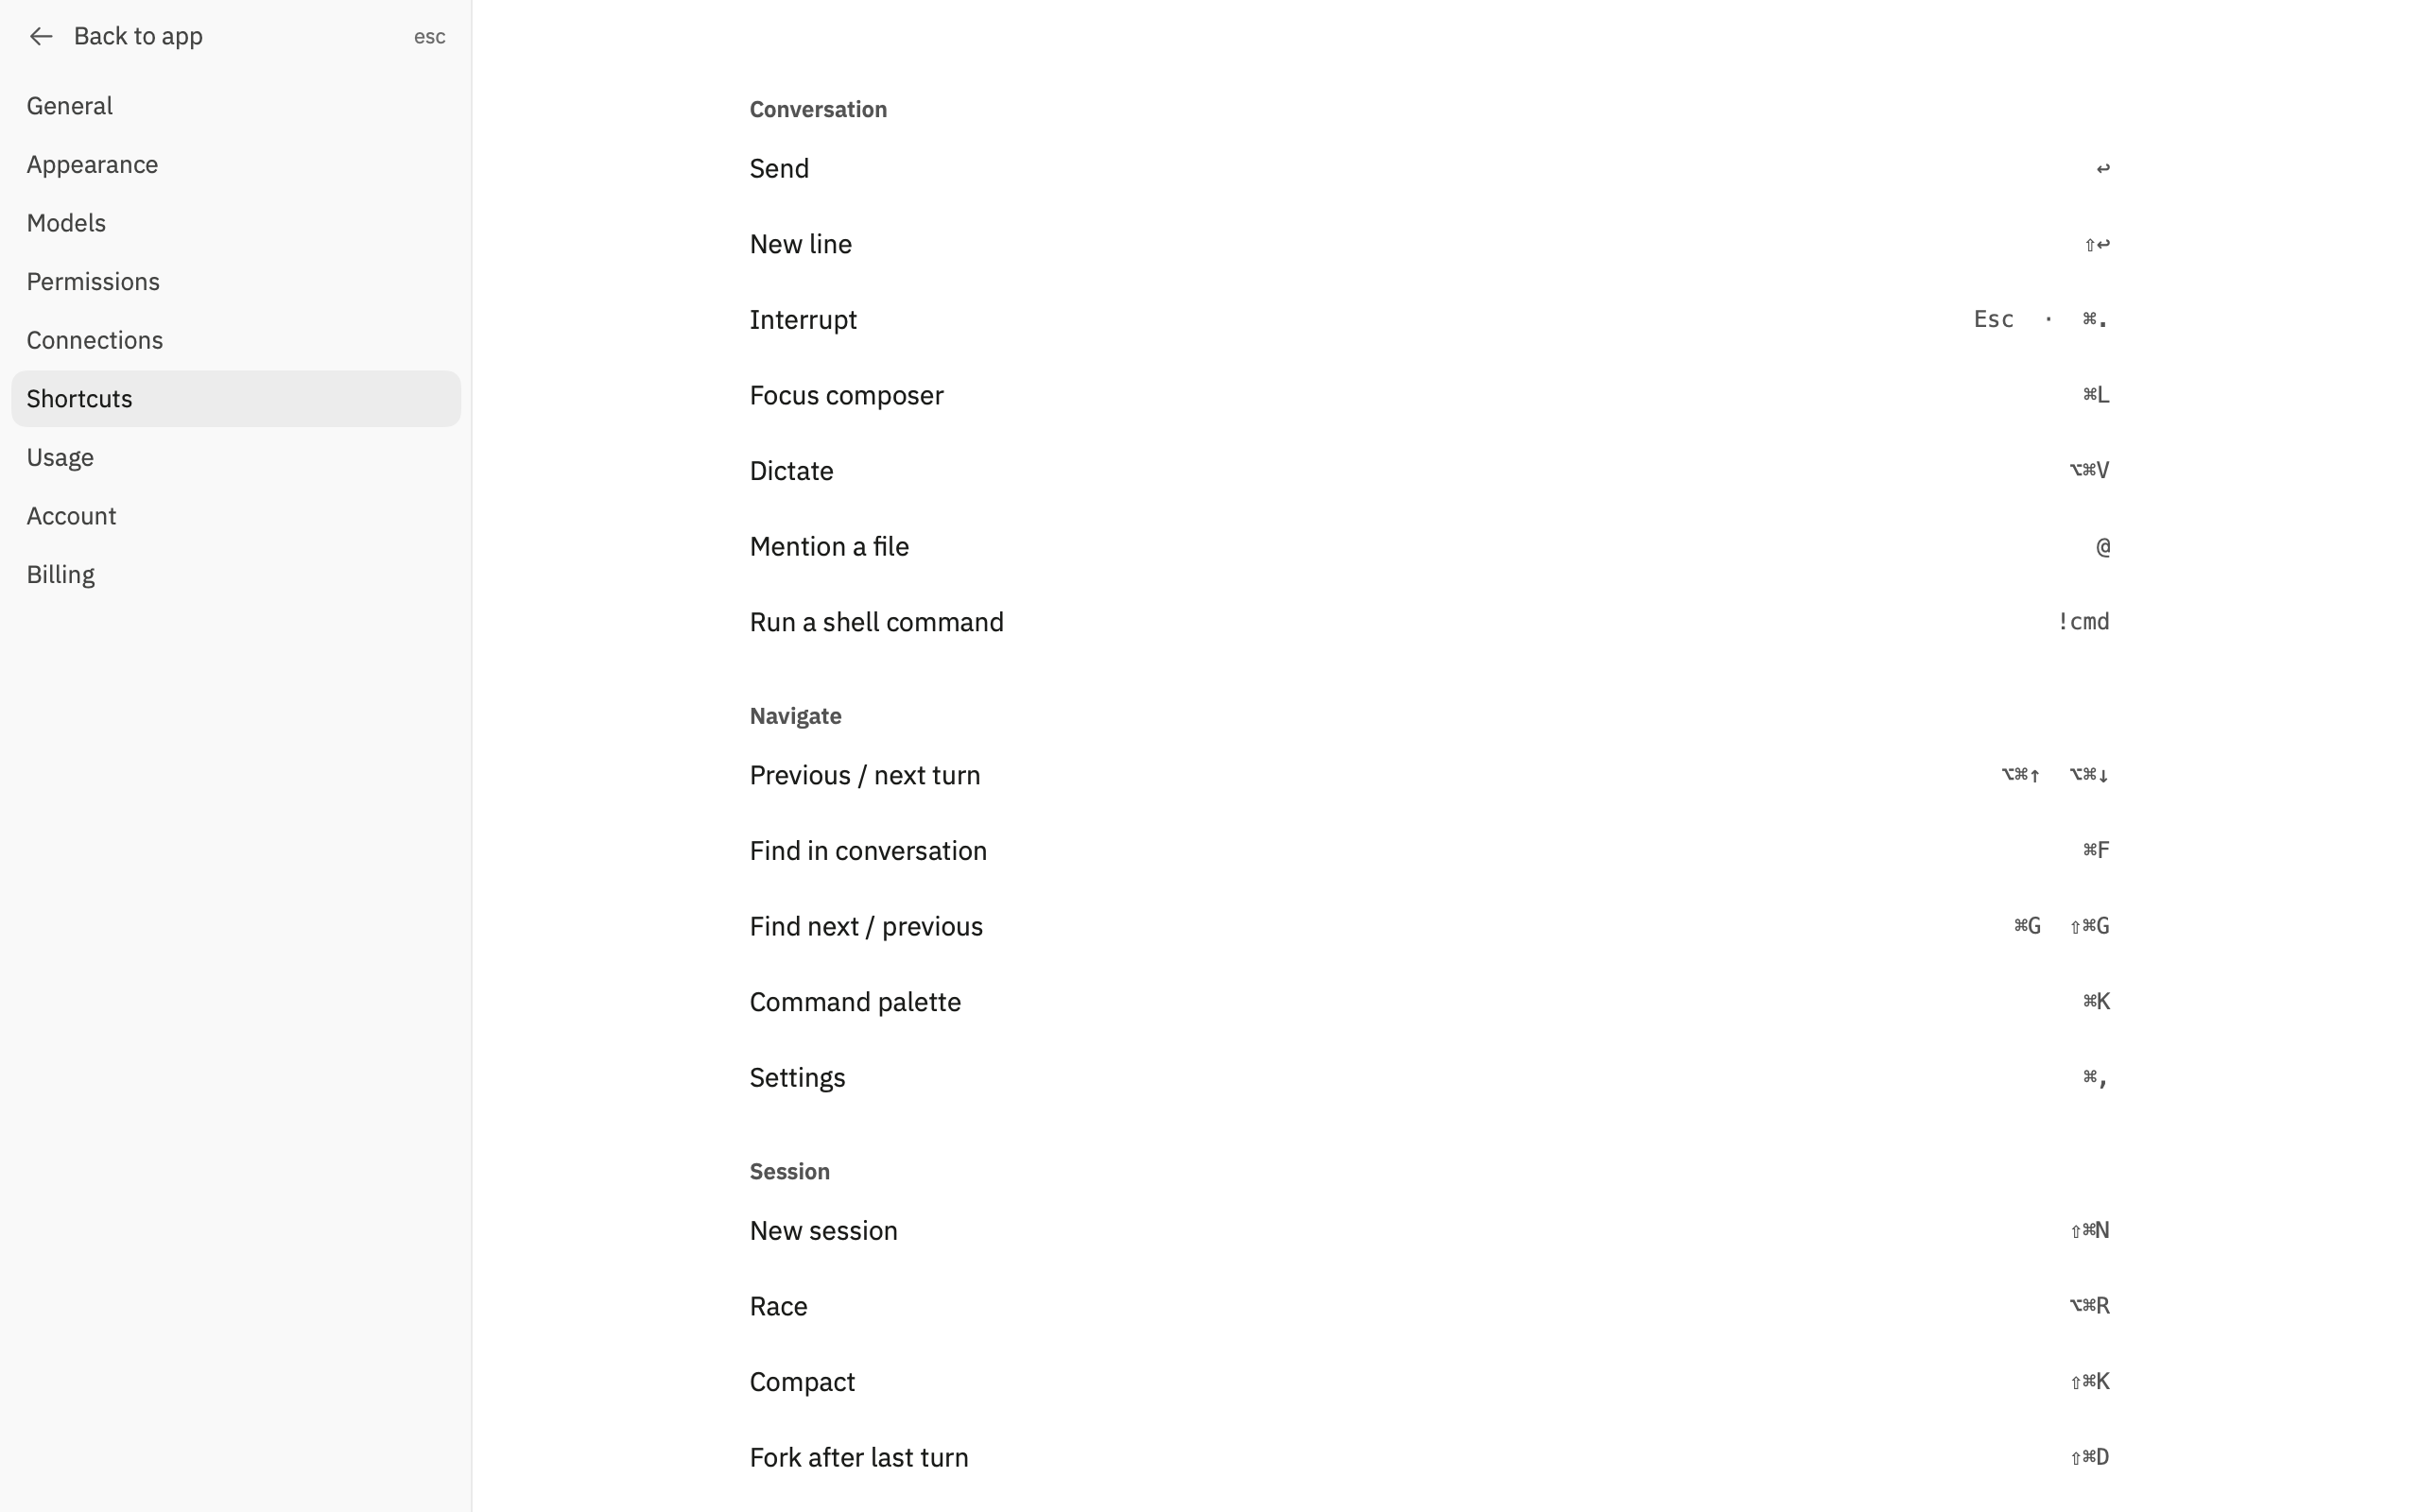 ← Back to app esc
General
Appearance
Models
Permissions
Connections
Shortcuts
Usage
Account
Billing
Conversation
Send ↩
New line ⇧↩
Interrupt Esc · ⌘.
Focus composer ⌘L
Dictate ⌥⌘V
Mention a file @
Run a shell command !cmd
Navigate
Previous / next turn ⌥⌘↑ ⌥⌘↓
Find in conversation ⌘F
Find next / previous ⌘G ⇧⌘G
Command palette ⌘K
Settings ⌘,
Session
New session ⇧⌘N
Race ⌥⌘R
Compact ⇧⌘K
Fork after last turn ⇧⌘D